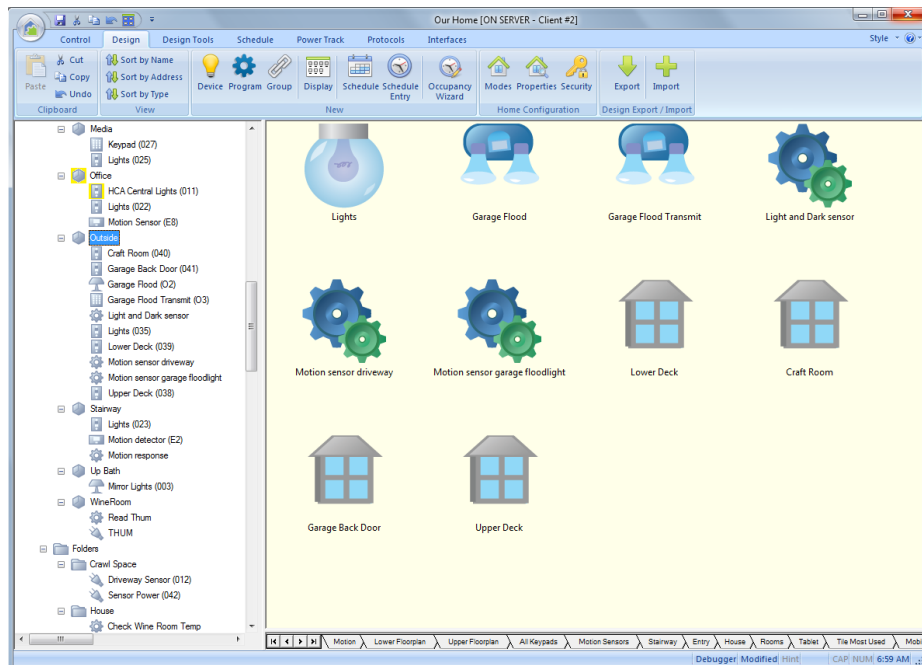 Our Home [ON SERVER - Client #2]
Control Design Design Tools Schedule Power Track Protocols Interfaces Style
Paste
Cut
Copy
Undo
Clipboard
Sort by Name
Sort by Address
Sort by Type
View
Device Program Group Display Schedule Schedule Entry Occupancy Wizard
New
Modes Properties Security
Home Configuration
Export Import
Design Export / Import
Media
Keypad (027)
Lights (025)
Office
HCA Central Lights (011)
Lights (022)
Motion Sensor (E8)
Outside
Craft Room (040)
Garage Back Door (041)
Garage Flood (O2)
Garage Flood Transmit (O3)
Light and Dark sensor
Lights (035)
Lower Deck (039)
Motion sensor driveway
Motion sensor garage floodlight
Upper Deck (038)
Stairway
Lights (023)
Motion detector (E2)
Motion response
Up Bath
Mirror Lights (003)
WineRoom
Read Thum
THUM
Folders
Crawl Space
Driveway Sensor (012)
Sensor Power (042)
House
Check Wine Room Temp
Lights Garage Flood Garage Flood Transmit Light and Dark sensor
Motion sensor driveway Motion sensor garage floodlight Lower Deck Craft Room
Garage Back Door Upper Deck
Motion Lower Floorplan Upper Floorplan All Keypads Motion Sensors Stairway Entry House Rooms Tablet Tile Most Used Mobi
Debugger Modified Hint CAP NUM 6:59 AM